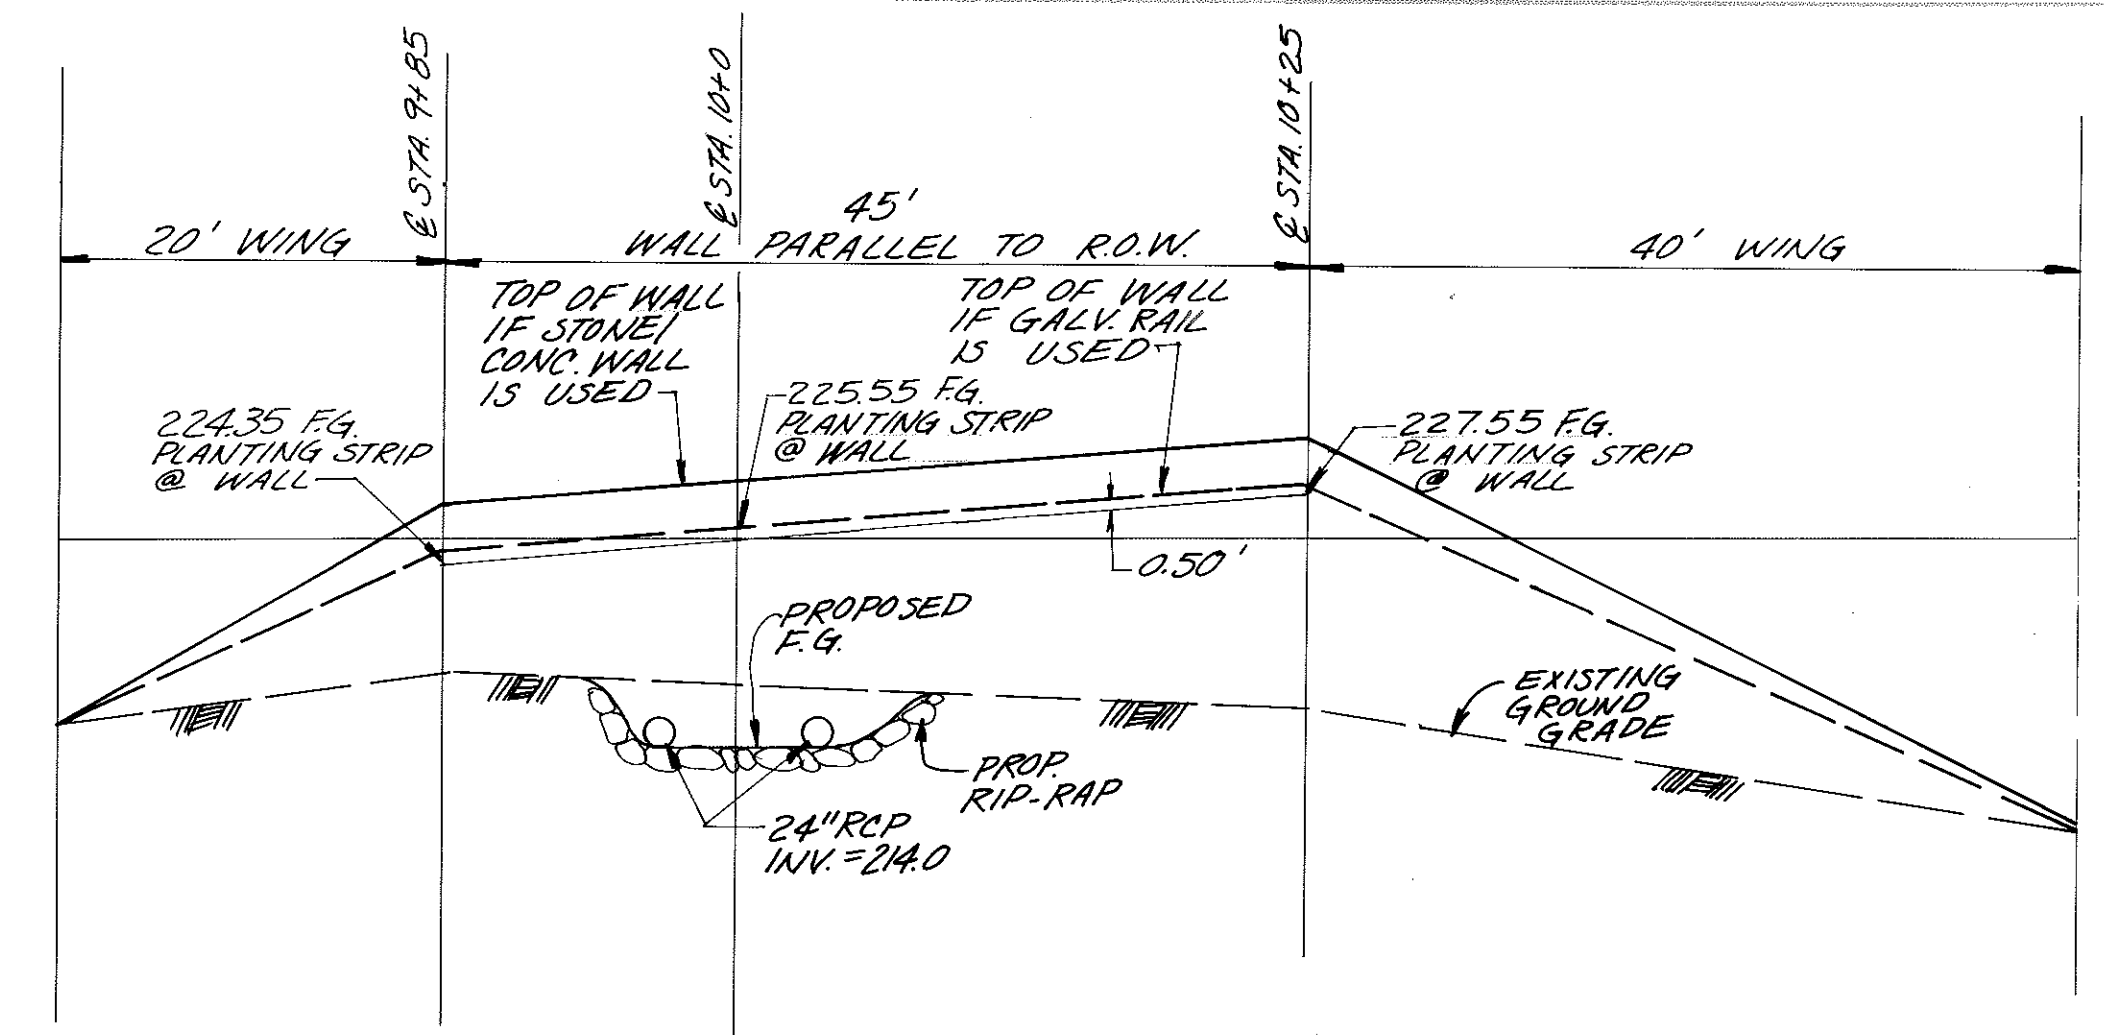 ℄ STA. 9+85
℄ STA. 10+0
℄ STA. 10+25
20' WING
45'
WALL PARALLEL TO R.O.W.
40' WING
TOP OF WALL
IF STONE/
CONC. WALL
IS USED
TOP OF WALL
IF GALV. RAIL
IS USED
224.35 F.G.
PLANTING STRIP
@ WALL
225.55 F.G.
PLANTING STRIP
@ WALL
227.55 F.G.
PLANTING STRIP
@ WALL
0.50'
PROPOSED
F.G.
EXISTING
GROUND
GRADE
PROP.
RIP-RAP
24" RCP
INV. = 214.0